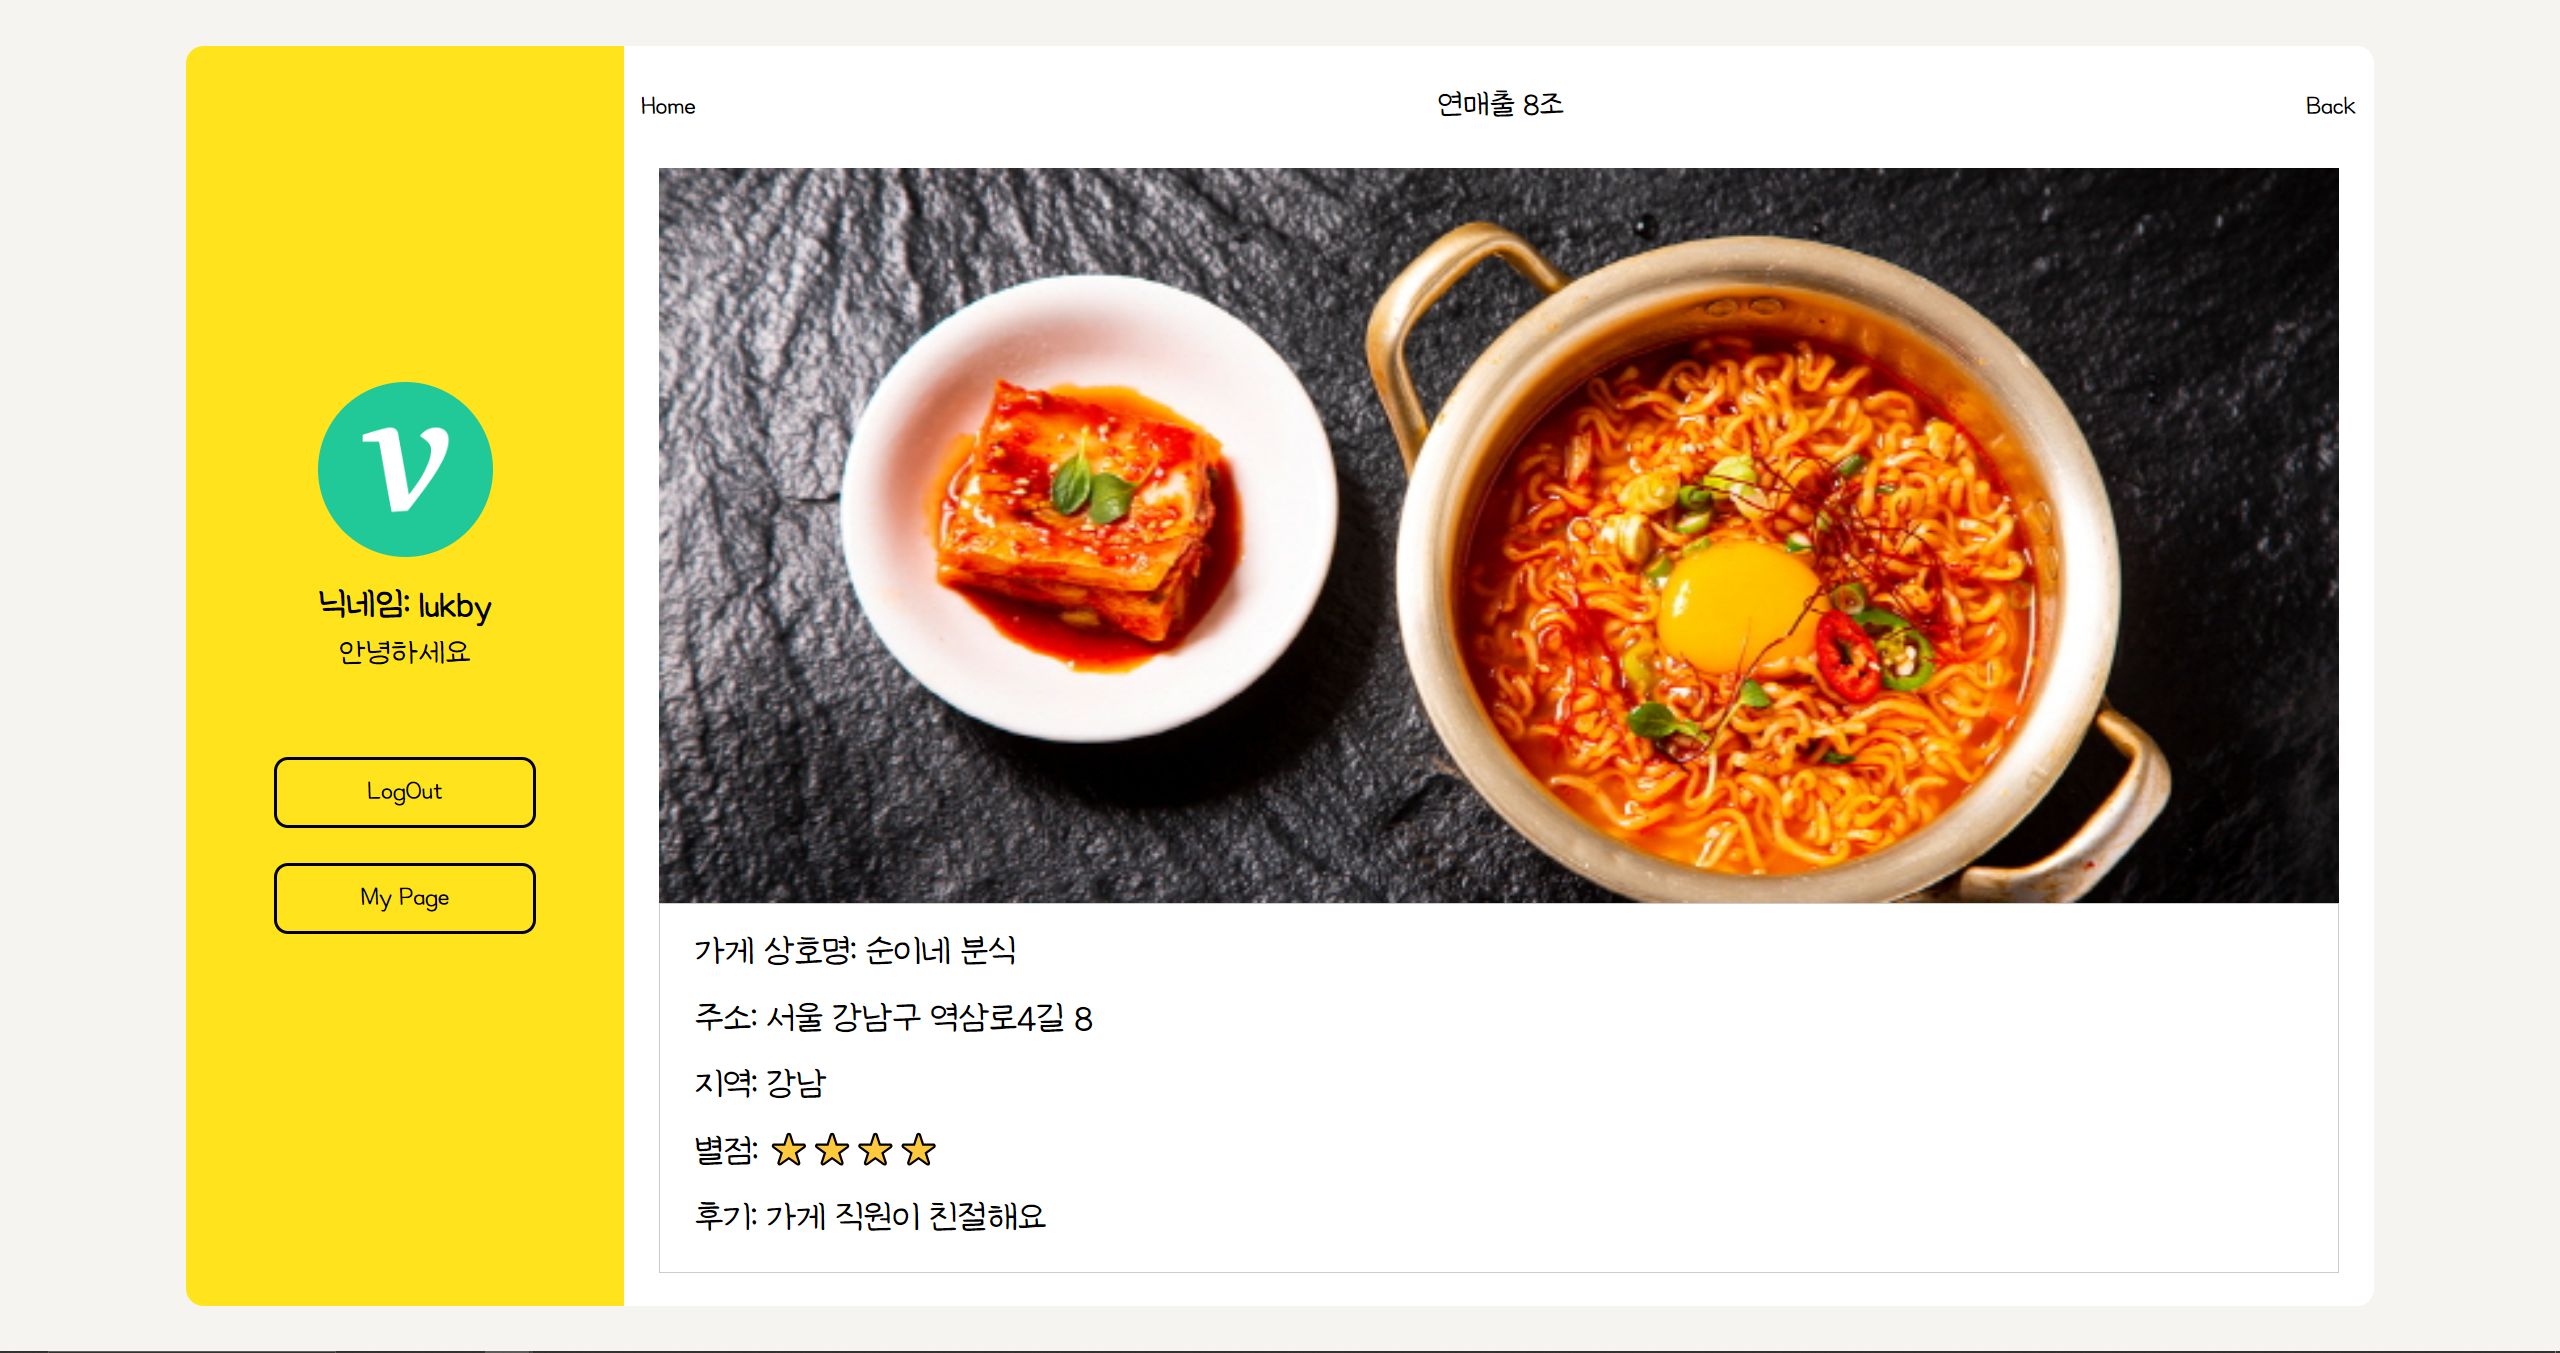 Home
연매출 8조
Back
v
닉네임: lukby
안녕하세요
LogOut
My Page
가게 상호명: 순이네 분식
주소: 서울 강남구 역삼로4길 8
지역: 강남
별점: ⭐⭐⭐⭐
후기: 가게 직원이 친절해요